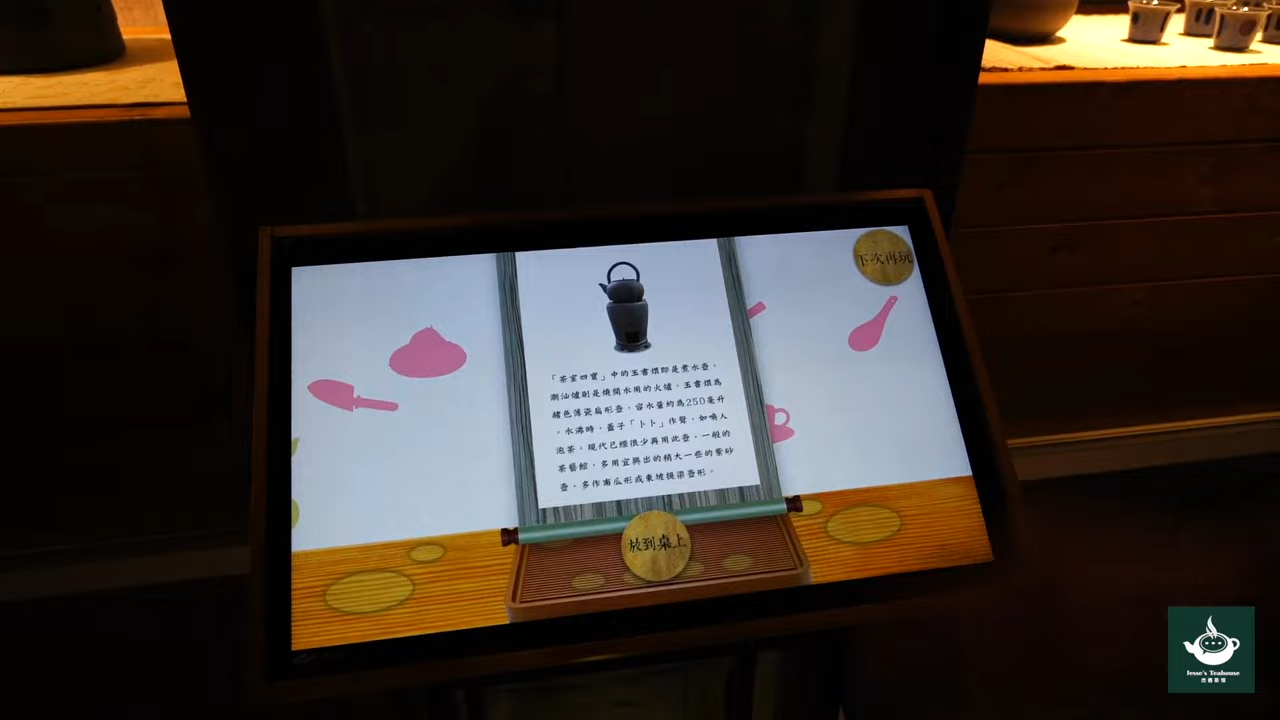 下次再玩
「茶室四寶」中的玉書煨即是煮水壺，
潮汕爐則是燒開水用的火爐。玉書煨為
赭色薄瓷扁形壺，容水量約為250毫升
。水沸時，蓋子「卜卜」作聲，如喚人
泡茶。現代已經很少再用此壺，一般的
茶藝館，多用宜興出的稍大一些的紫砂
壺，多作南瓜形或東坡提梁壺形。
放到桌上
Jesse's Teahouse